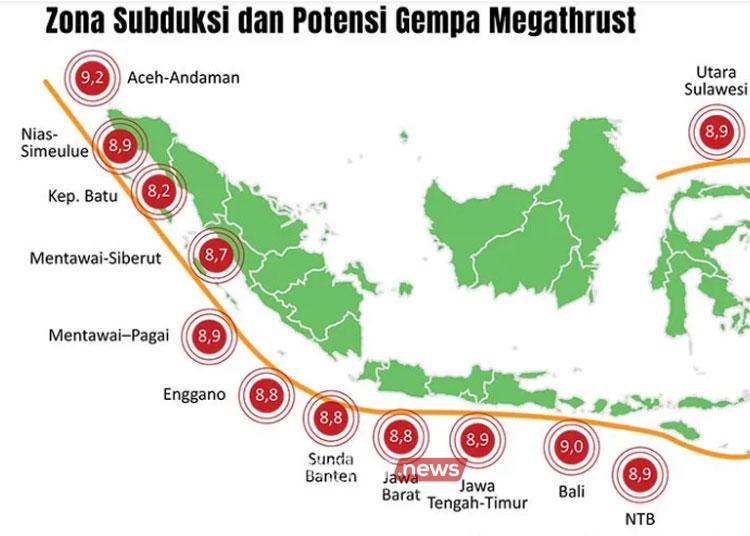 Zona Subduksi dan Potensi Gempa Megathrust
9,2 Aceh-Andaman
Utara
Sulawesi
8,9
Nias-
Simeulue
8,9
Kep. Batu 8,2
Mentawai-Siberut 8,7
Mentawai–Pagai 8,9
Enggano 8,8
8,8
Sunda
Banten
8,8
Jawa
Barat
.news
8,9
Jawa
Tengah-Timur
9,0
Bali
8,9
NTB